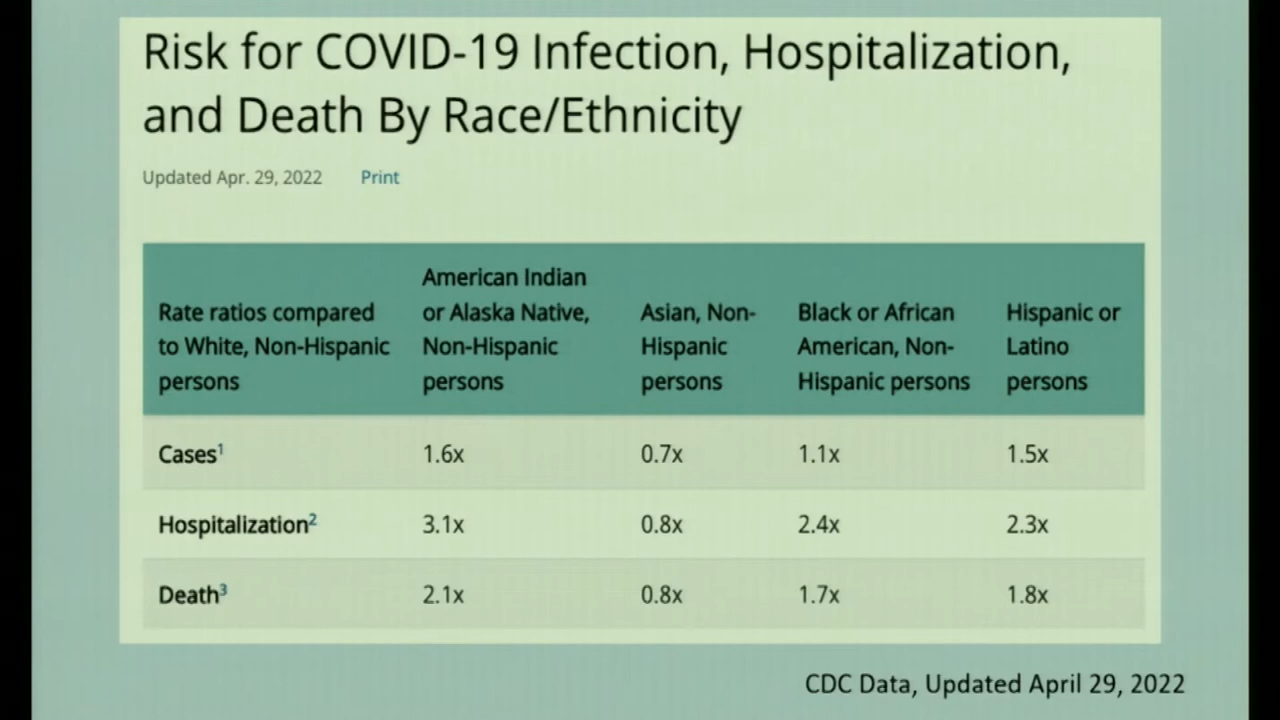 Risk for COVID-19 Infection, Hospitalization,
and Death By Race/Ethnicity
Updated Apr. 29, 2022 Print
Rate ratios compared
to White, Non-Hispanic
persons
American Indian
or Alaska Native,
Non-Hispanic
persons
Asian, Non-
Hispanic
persons
Black or African
American, Non-
Hispanic persons
Hispanic or
Latino
persons
Cases¹ 1.6x 0.7x 1.1x 1.5x
Hospitalization² 3.1x 0.8x 2.4x 2.3x
Death³ 2.1x 0.8x 1.7x 1.8x
CDC Data, Updated April 29, 2022